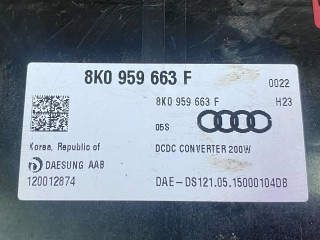 8K0 959 663 F
0022
8K0 959 663 F H23
05S
Korea, Republic of
DCDC CONVERTER 200W
DAESUNG AAB
120012874
DAE-DS121.05.15000104DB